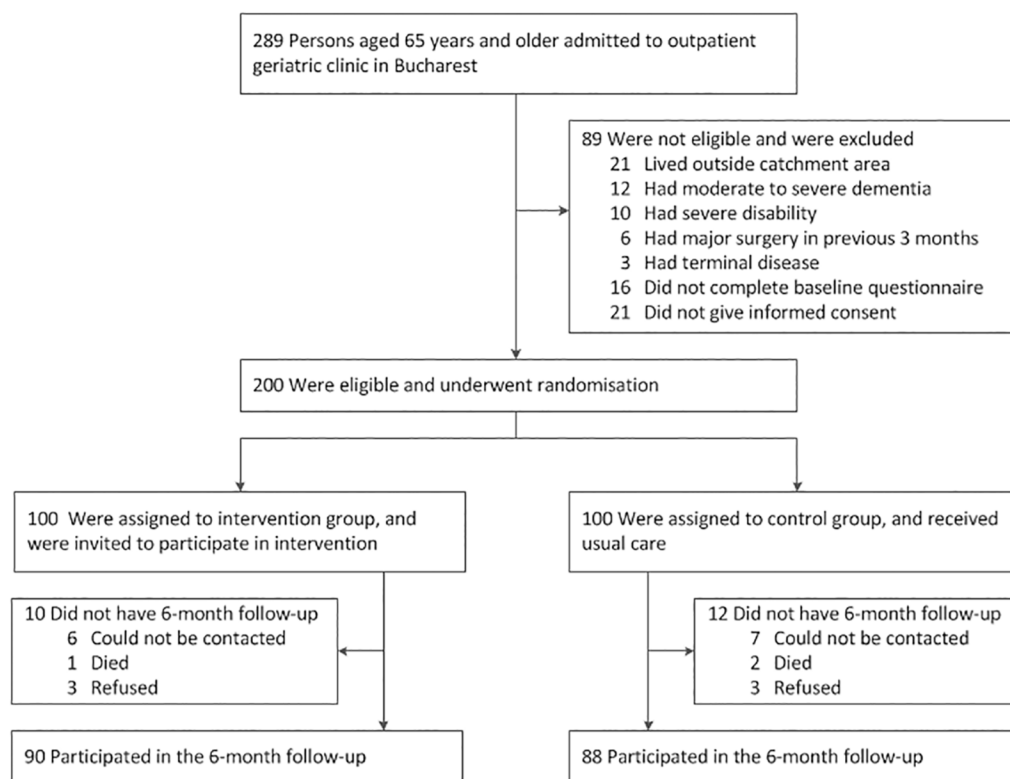 289 Persons aged 65 years and older admitted to outpatient
geriatric clinic in Bucharest
89 Were not eligible and were excluded
21 Lived outside catchment area
12 Had moderate to severe dementia
10 Had severe disability
6 Had major surgery in previous 3 months
3 Had terminal disease
16 Did not complete baseline questionnaire
21 Did not give informed consent
200 Were eligible and underwent randomisation
100 Were assigned to intervention group, and
were invited to participate in intervention
100 Were assigned to control group, and received
usual care
10 Did not have 6-month follow-up
6 Could not be contacted
1 Died
3 Refused
12 Did not have 6-month follow-up
7 Could not be contacted
2 Died
3 Refused
90 Participated in the 6-month follow-up
88 Participated in the 6-month follow-up